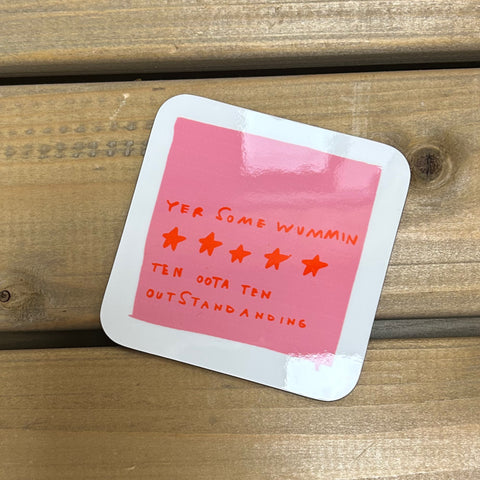 YER SOME WUMMIN
★ ★ ★ ★ ★
TEN OOTA TEN
OUTSTANDANDING